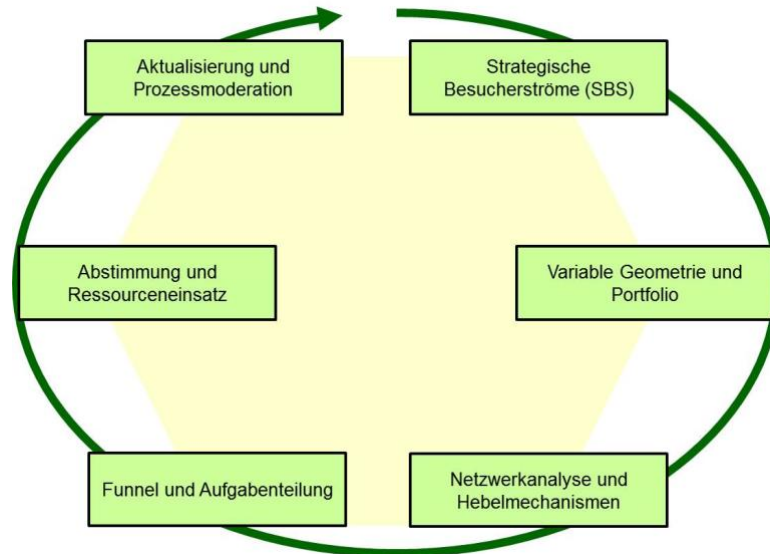 Aktualisierung und
Prozessmoderation
Strategische
Besucherströme (SBS)
Abstimmung und
Ressourceneinsatz
Variable Geometrie und
Portfolio
Funnel und Aufgabenteilung
Netzwerkanalyse und
Hebelmechanismen